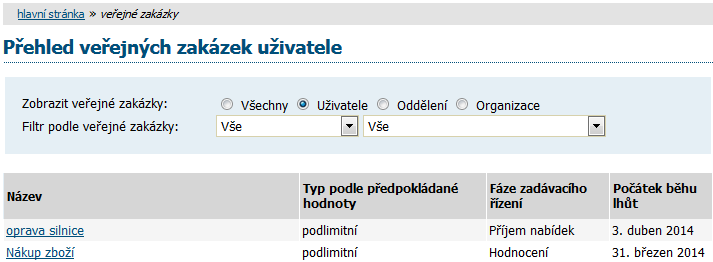 hlavní stránka » veřejné zakázky
Přehled veřejných zakázek uživatele
Zobrazit veřejné zakázky: Všechny Uživatele Oddělení Organizace
Filtr podle veřejné zakázky: Vše Vše
Název Typ podle předpokládané hodnoty Fáze zadávacího řízení Počátek běhu lhůt
oprava silnice podlimitní Příjem nabídek 3. duben 2014
Nákup zboží podlimitní Hodnocení 31. březen 2014